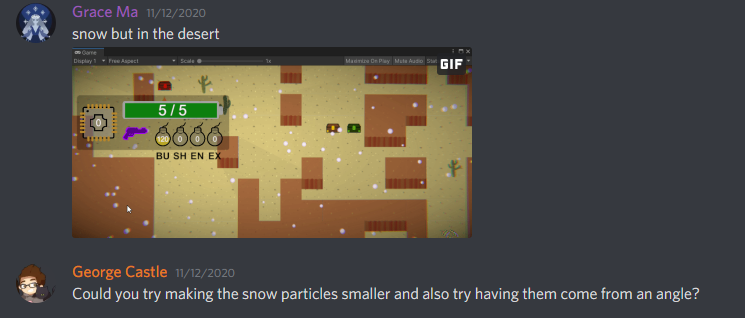 Grace Ma 11/12/2020
snow but in the desert
Game
Display 1 Free Aspect Scale 1x Maximize On Play Mute Audio Stat
GIF
5 / 5
0
120 0 0 0
BU SH EN EX
George Castle 11/12/2020
Could you try making the snow particles smaller and also try having them come from an angle?